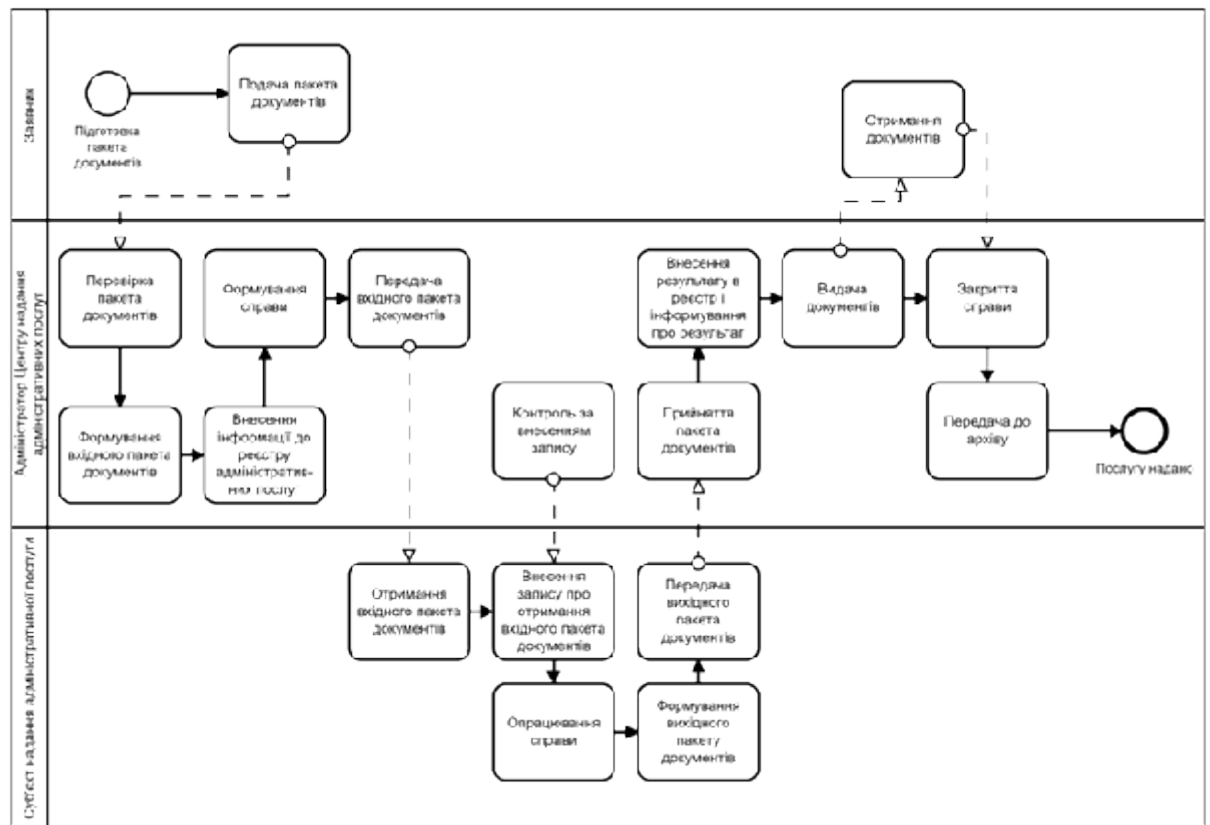 Заявник
Підготовка
пакета
документів
Подача пакета
документів
Отримання
документів
Адміністратор Центру надання
адміністративних послуг
Перевірка
пакета
документів
Формування
вхідного пакета
документів
Внесення
інформації до
реєстру
адміністратив-
них послуг
Формування
справи
Передача
вхідного пакета
документів
Контроль за
внесенням
запису
Прийняття
пакета
документів
Внесення
результату в
реєстр і
інформування
про результат
Видача
документів
Закриття
справи
Передача до
архіву
Послугу надано
Суб'єкт надання адміністративної послуги
Отримання
вхідного пакета
документів
Внесення
запису про
отримання
вхідного пакета
документів
Опрацювання
справи
Формування
вихідного
пакету
документів
Передача
вихідного
пакета
документів